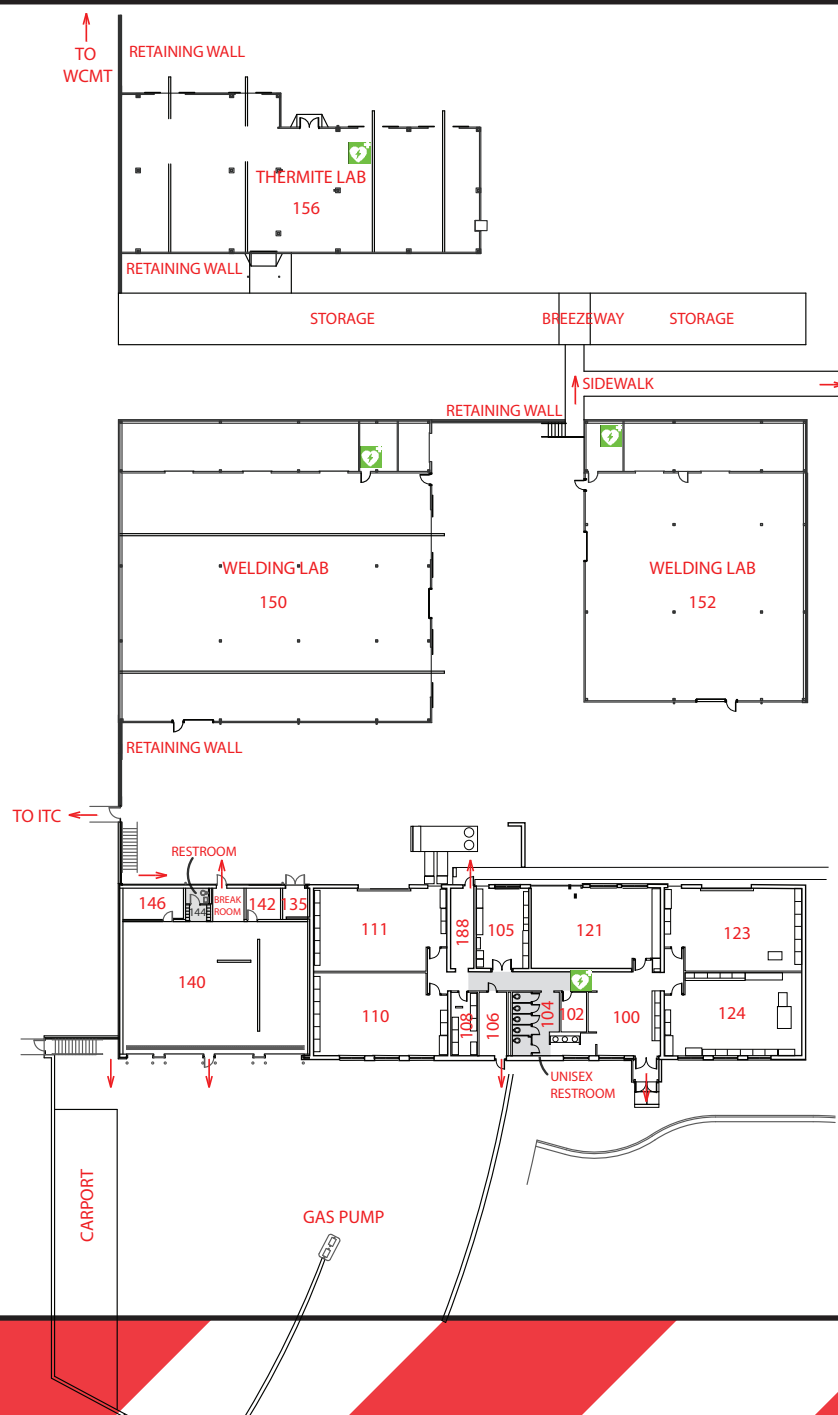 TO
WCMT
RETAINING WALL
THERMITE LAB
156
RETAINING WALL
STORAGE
BREEZEWAY
STORAGE
SIDEWALK
RETAINING WALL
WELDING LAB
150
WELDING LAB
152
RETAINING WALL
TO ITC
RESTROOM
146
144
BREAK
ROOM
142
135
111
188
105
121
123
140
110
108
106
104
102
100
124
UNISEX
RESTROOM
CARPORT
GAS PUMP